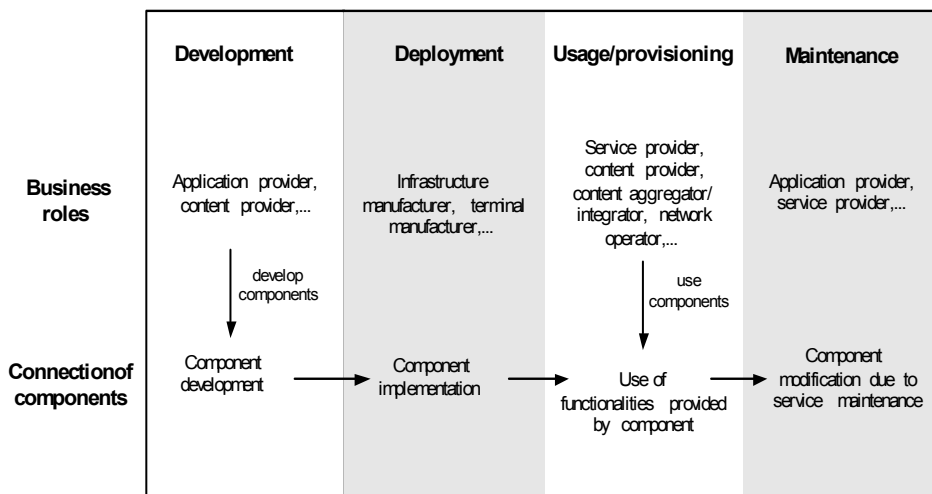 Development
Deployment
Usage/provisioning
Maintenance
Business
roles
Application provider,
content provider,...
Infrastructure
manufacturer, terminal
manufacturer,...
Service provider,
content provider,
content aggregator/
integrator, network
operator,...
Application provider,
service provider,...
develop
components
use
components
Connectionof
components
Component
development
Component
implementation
Use of
functionalities provided
by component
Component
modification due to
service maintenance